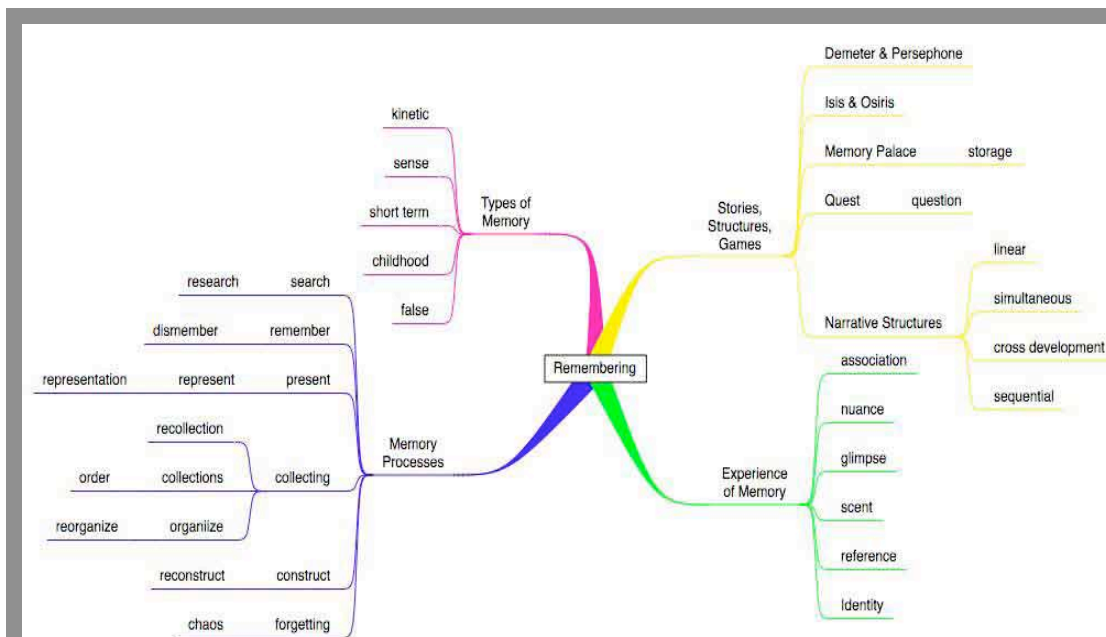 Remembering
Types of
Memory
kinetic
sense
short term
childhood
false
Stories,
Structures,
Games
Demeter & Persephone
Isis & Osiris
Memory Palace storage
Quest question
Narrative Structures
linear
simultaneous
cross development
sequential
Memory
Processes
research search
dismember remember
representation represent present
recollection
order collections collecting
reorganize organiize
reconstruct construct
chaos forgetting
Experience
of Memory
association
nuance
glimpse
scent
reference
Identity